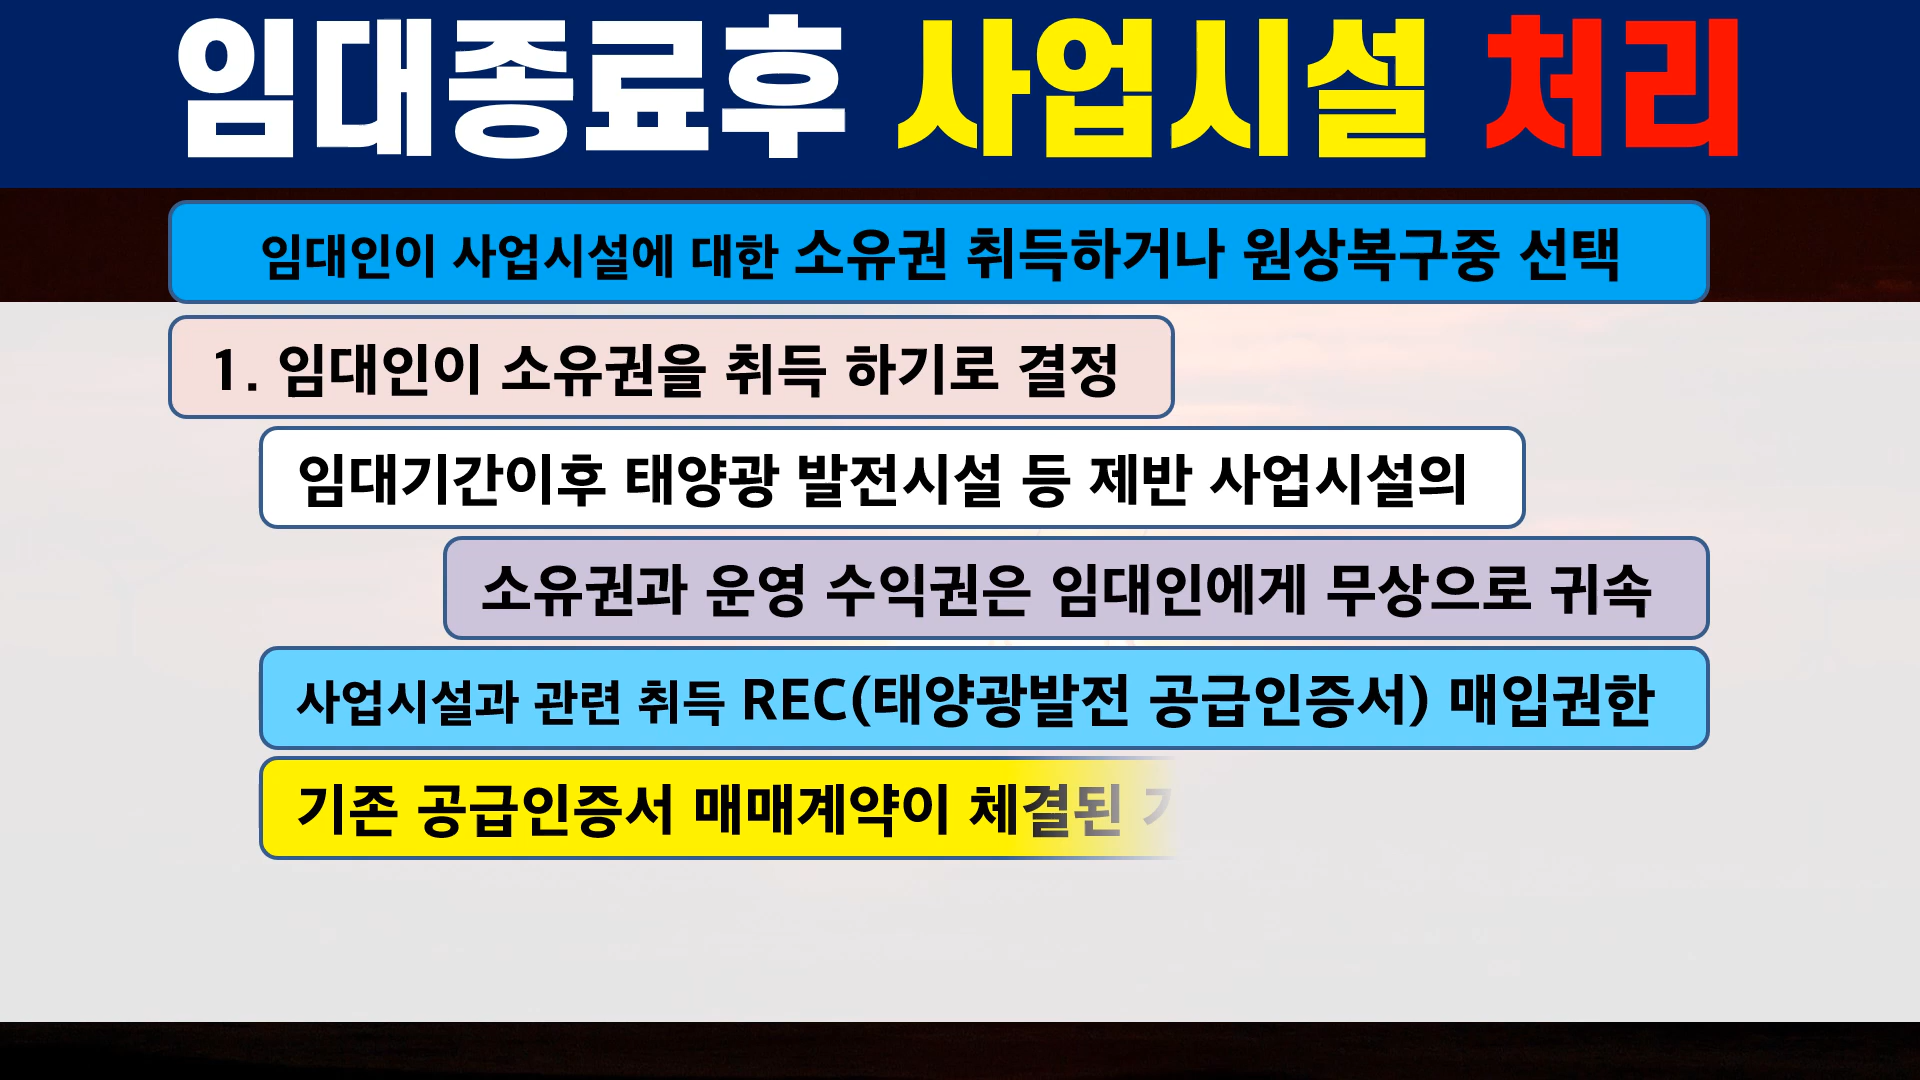 임대종료후 사업시설 처리
임대인이 사업시설에 대한 소유권 취득하거나 원상복구중 선택
1. 임대인이 소유권을 취득 하기로 결정
임대기간이후 태양광 발전시설 등 제반 사업시설의
소유권과 운영 수익권은 임대인에게 무상으로 귀속
사업시설과 관련 취득 REC(태양광발전 공급인증서) 매입권한
기존 공급인증서 매매계약이 체결된